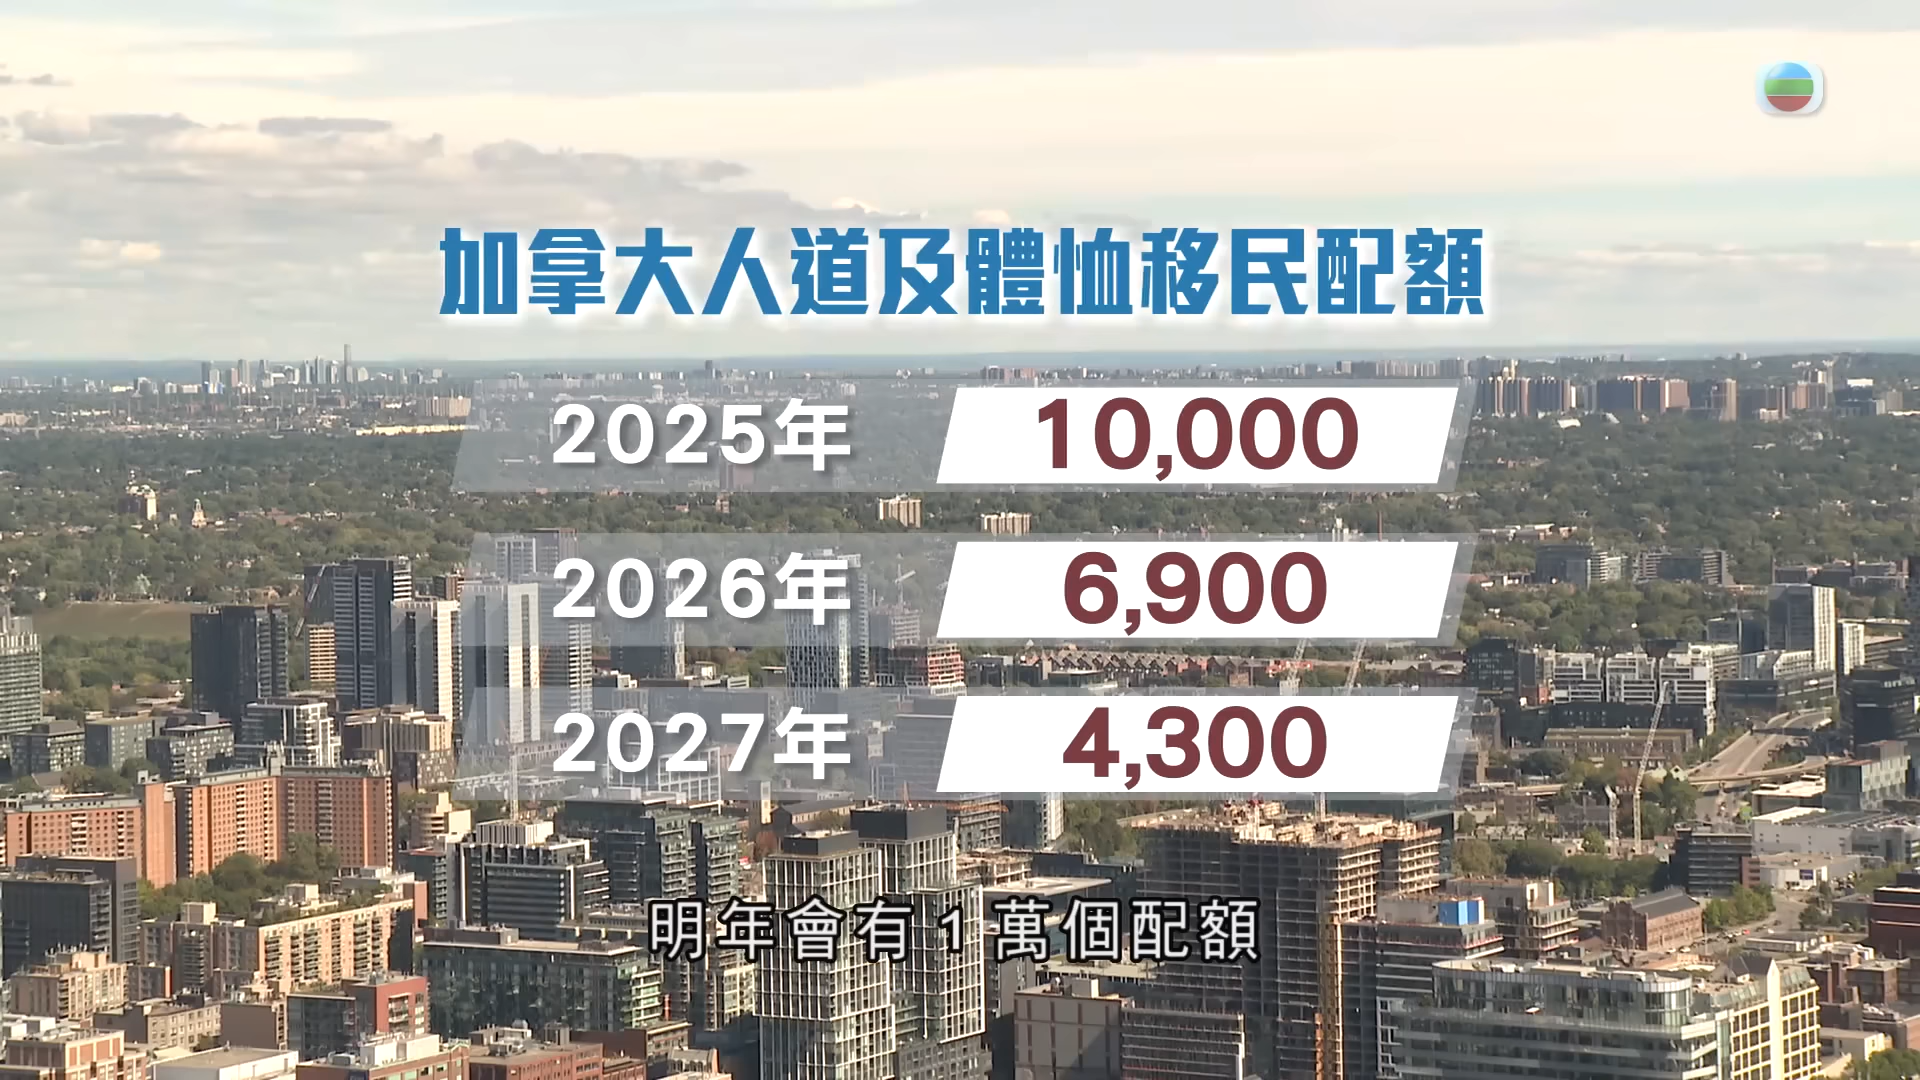 加拿大人道及體恤移民配額
2025年 10,000
2026年 6,900
2027年 4,300
明年會有1萬個配額